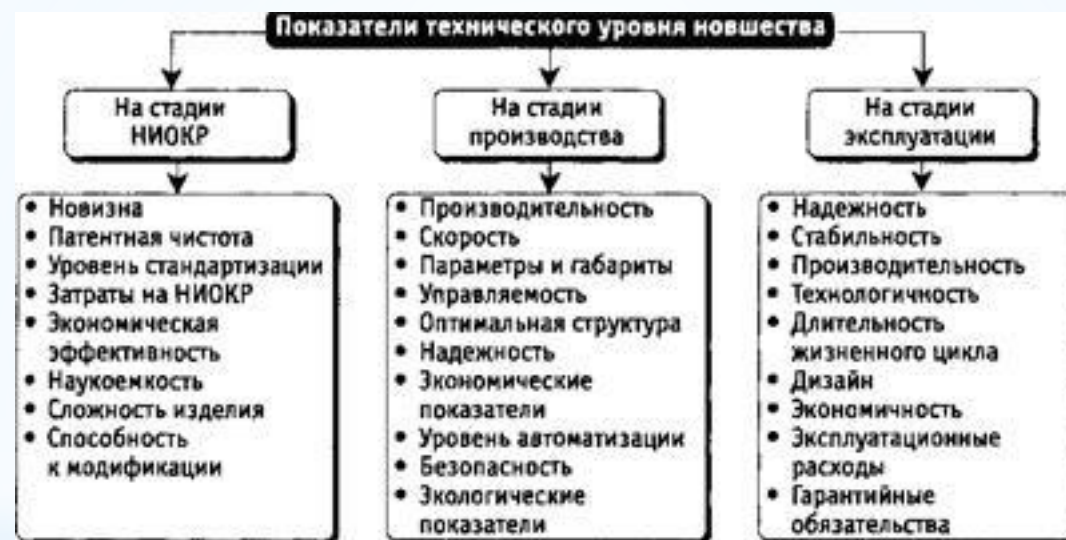 Показатели технического уровня новшества
На стадии
НИОКР
• Новизна
• Патентная чистота
• Уровень стандартизации
• Затраты на НИОКР
• Экономическая
эффективность
• Наукоемкость
• Сложность изделия
• Способность
к модификации
На стадии
производства
• Производительность
• Скорость
• Параметры и габариты
• Управляемость
• Оптимальная структура
• Надежность
• Экономические
показатели
• Уровень автоматизации
• Безопасность
• Экологические
показатели
На стадии
эксплуатации
• Надежность
• Стабильность
• Производительность
• Технологичность
• Длительность
жизненного цикла
• Дизайн
• Экономичность
• Эксплуатационные
расходы
• Гарантийные
обязательства